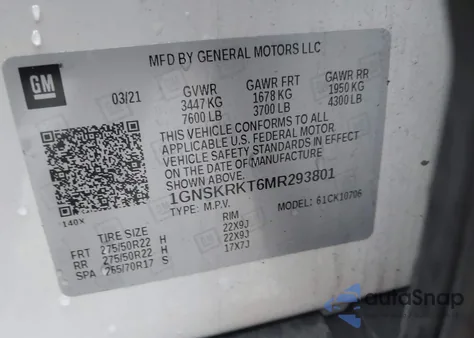 MFD BY GENERAL MOTORS LLC
GM
03/21 GVWR GAWR FRT GAWR RR
3447 KG 1678 KG 1950 KG
7600 LB 3700 LB 4300 LB
THIS VEHICLE CONFORMS TO ALL
APPLICABLE U.S. FEDERAL MOTOR
VEHICLE SAFETY STANDARDS IN EFFECT
ON THE DATE OF MANUFACTURE
1GNSKRKT6MR293801
TYPE: M.P.V. MODEL: 61CK10706
140X
TIRE SIZE RIM
FRT 275/50R22 H 22X9J
RR 275/50R22 H 22X9J
SPA 265/70R17 S 17X7J
autoSnap